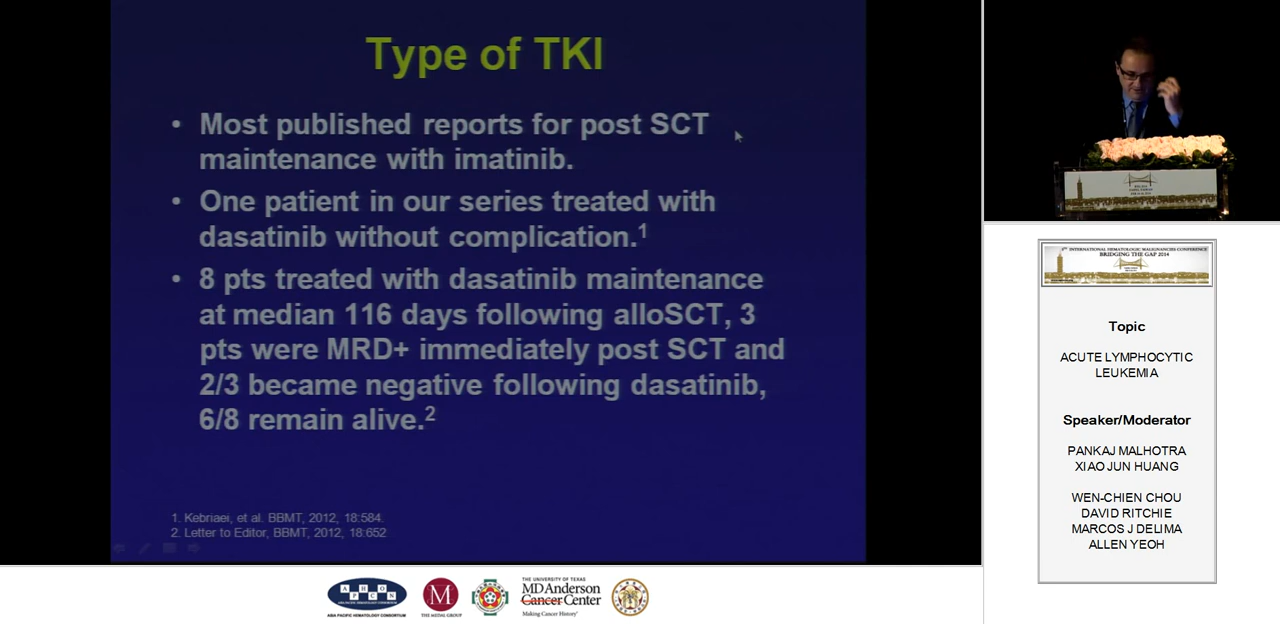 Type of TKI
• Most published reports for post SCT
maintenance with imatinib.
• One patient in our series treated with
dasatinib without complication.1
• 8 pts treated with dasatinib maintenance
at median 116 days following alloSCT, 3
pts were MRD+ immediately post SCT and
2/3 became negative following dasatinib,
6/8 remain alive.2
1. Kebriaei, et al. BBMT, 2012, 18:584.
2. Letter to Editor, BBMT, 2012, 18:652
INTERNATIONAL HEMATOLOGIC MALIGNANCIES CONFERENCE
BRIDGING THE GAP 2014
Topic
ACUTE LYMPHOCYTIC
LEUKEMIA
Speaker/Moderator
PANKAJ MALHOTRA
XIAO JUN HUANG
WEN-CHIEN CHOU
DAVID RITCHIE
MARCOS J DELIMA
ALLEN YEOH
A H O N
P C N
ASIA PACIFIC HEMATOLOGY CONSORTIUM
M
THE MEDAL GROUP
THE UNIVERSITY OF TEXAS
MD Anderson
Cancer Center
Making Cancer History